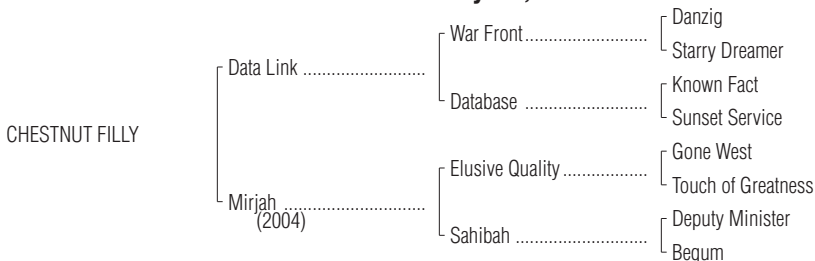 Danzig
War Front..........................
Starry Dreamer
Data Link ..........................
Known Fact
Database ..........................
Sunset Service
CHESTNUT FILLY
Gone West
Elusive Quality..................
Touch of Greatness
Mirjah ..............................
(2004)
Deputy Minister
Sahibah ............................
Begum